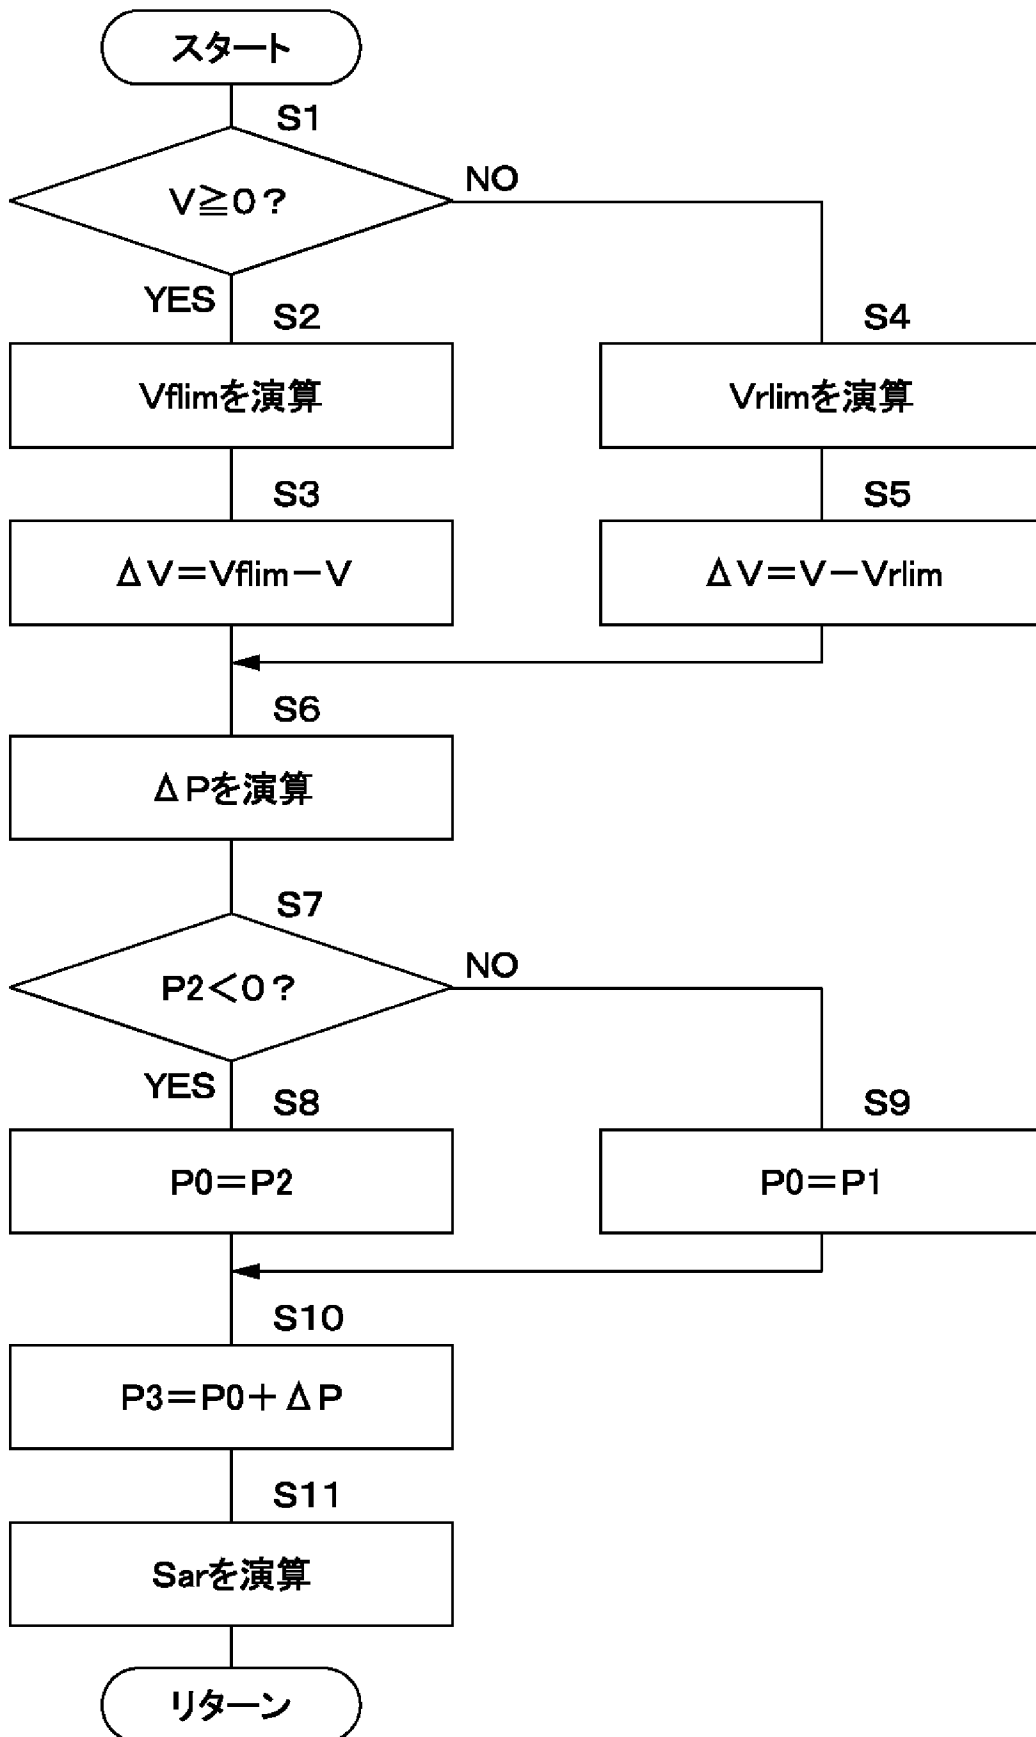 スタート
S1
V≧0?
NO
YES
S2
S4
Vflimを演算
Vrlimを演算
S3
S5
ΔV=Vflim-V
ΔV=V-Vrlim
S6
ΔPを演算
S7
P2<0?
NO
YES
S8
S9
P0=P2
P0=P1
S10
P3=P0+ΔP
S11
Sarを演算
リターン